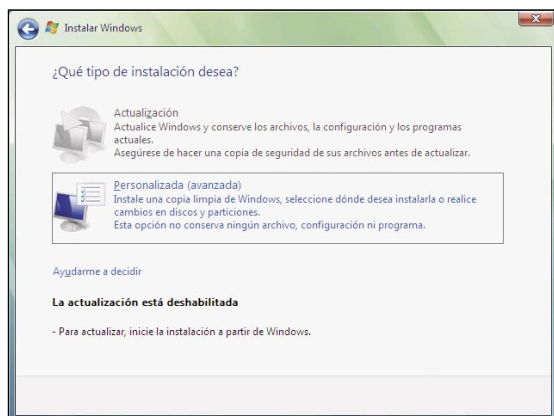 Instalar Windows
¿Qué tipo de instalación desea?
Actualización
Actualice Windows y conserve los archivos, la configuración y los programas
actuales.
Asegúrese de hacer una copia de seguridad de sus archivos antes de actualizar.
Personalizada (avanzada)
Instale una copia limpia de Windows, seleccione dónde desea instalarla o realice
cambios en discos y particiones.
Esta opción no conserva ningún archivo, configuración ni programa.
Ayudarme a decidir
La actualización está deshabilitada
- Para actualizar, inicie la instalación a partir de Windows.